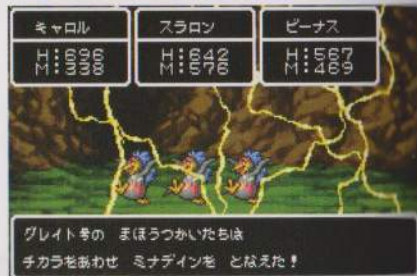 キャロル
H:696
M:338
スラロン
H:642
M:576
ピーナス
H:567
M:469
グレイト号の まほうつかいたちは
チカラをあわせ ミナデインを となえた！